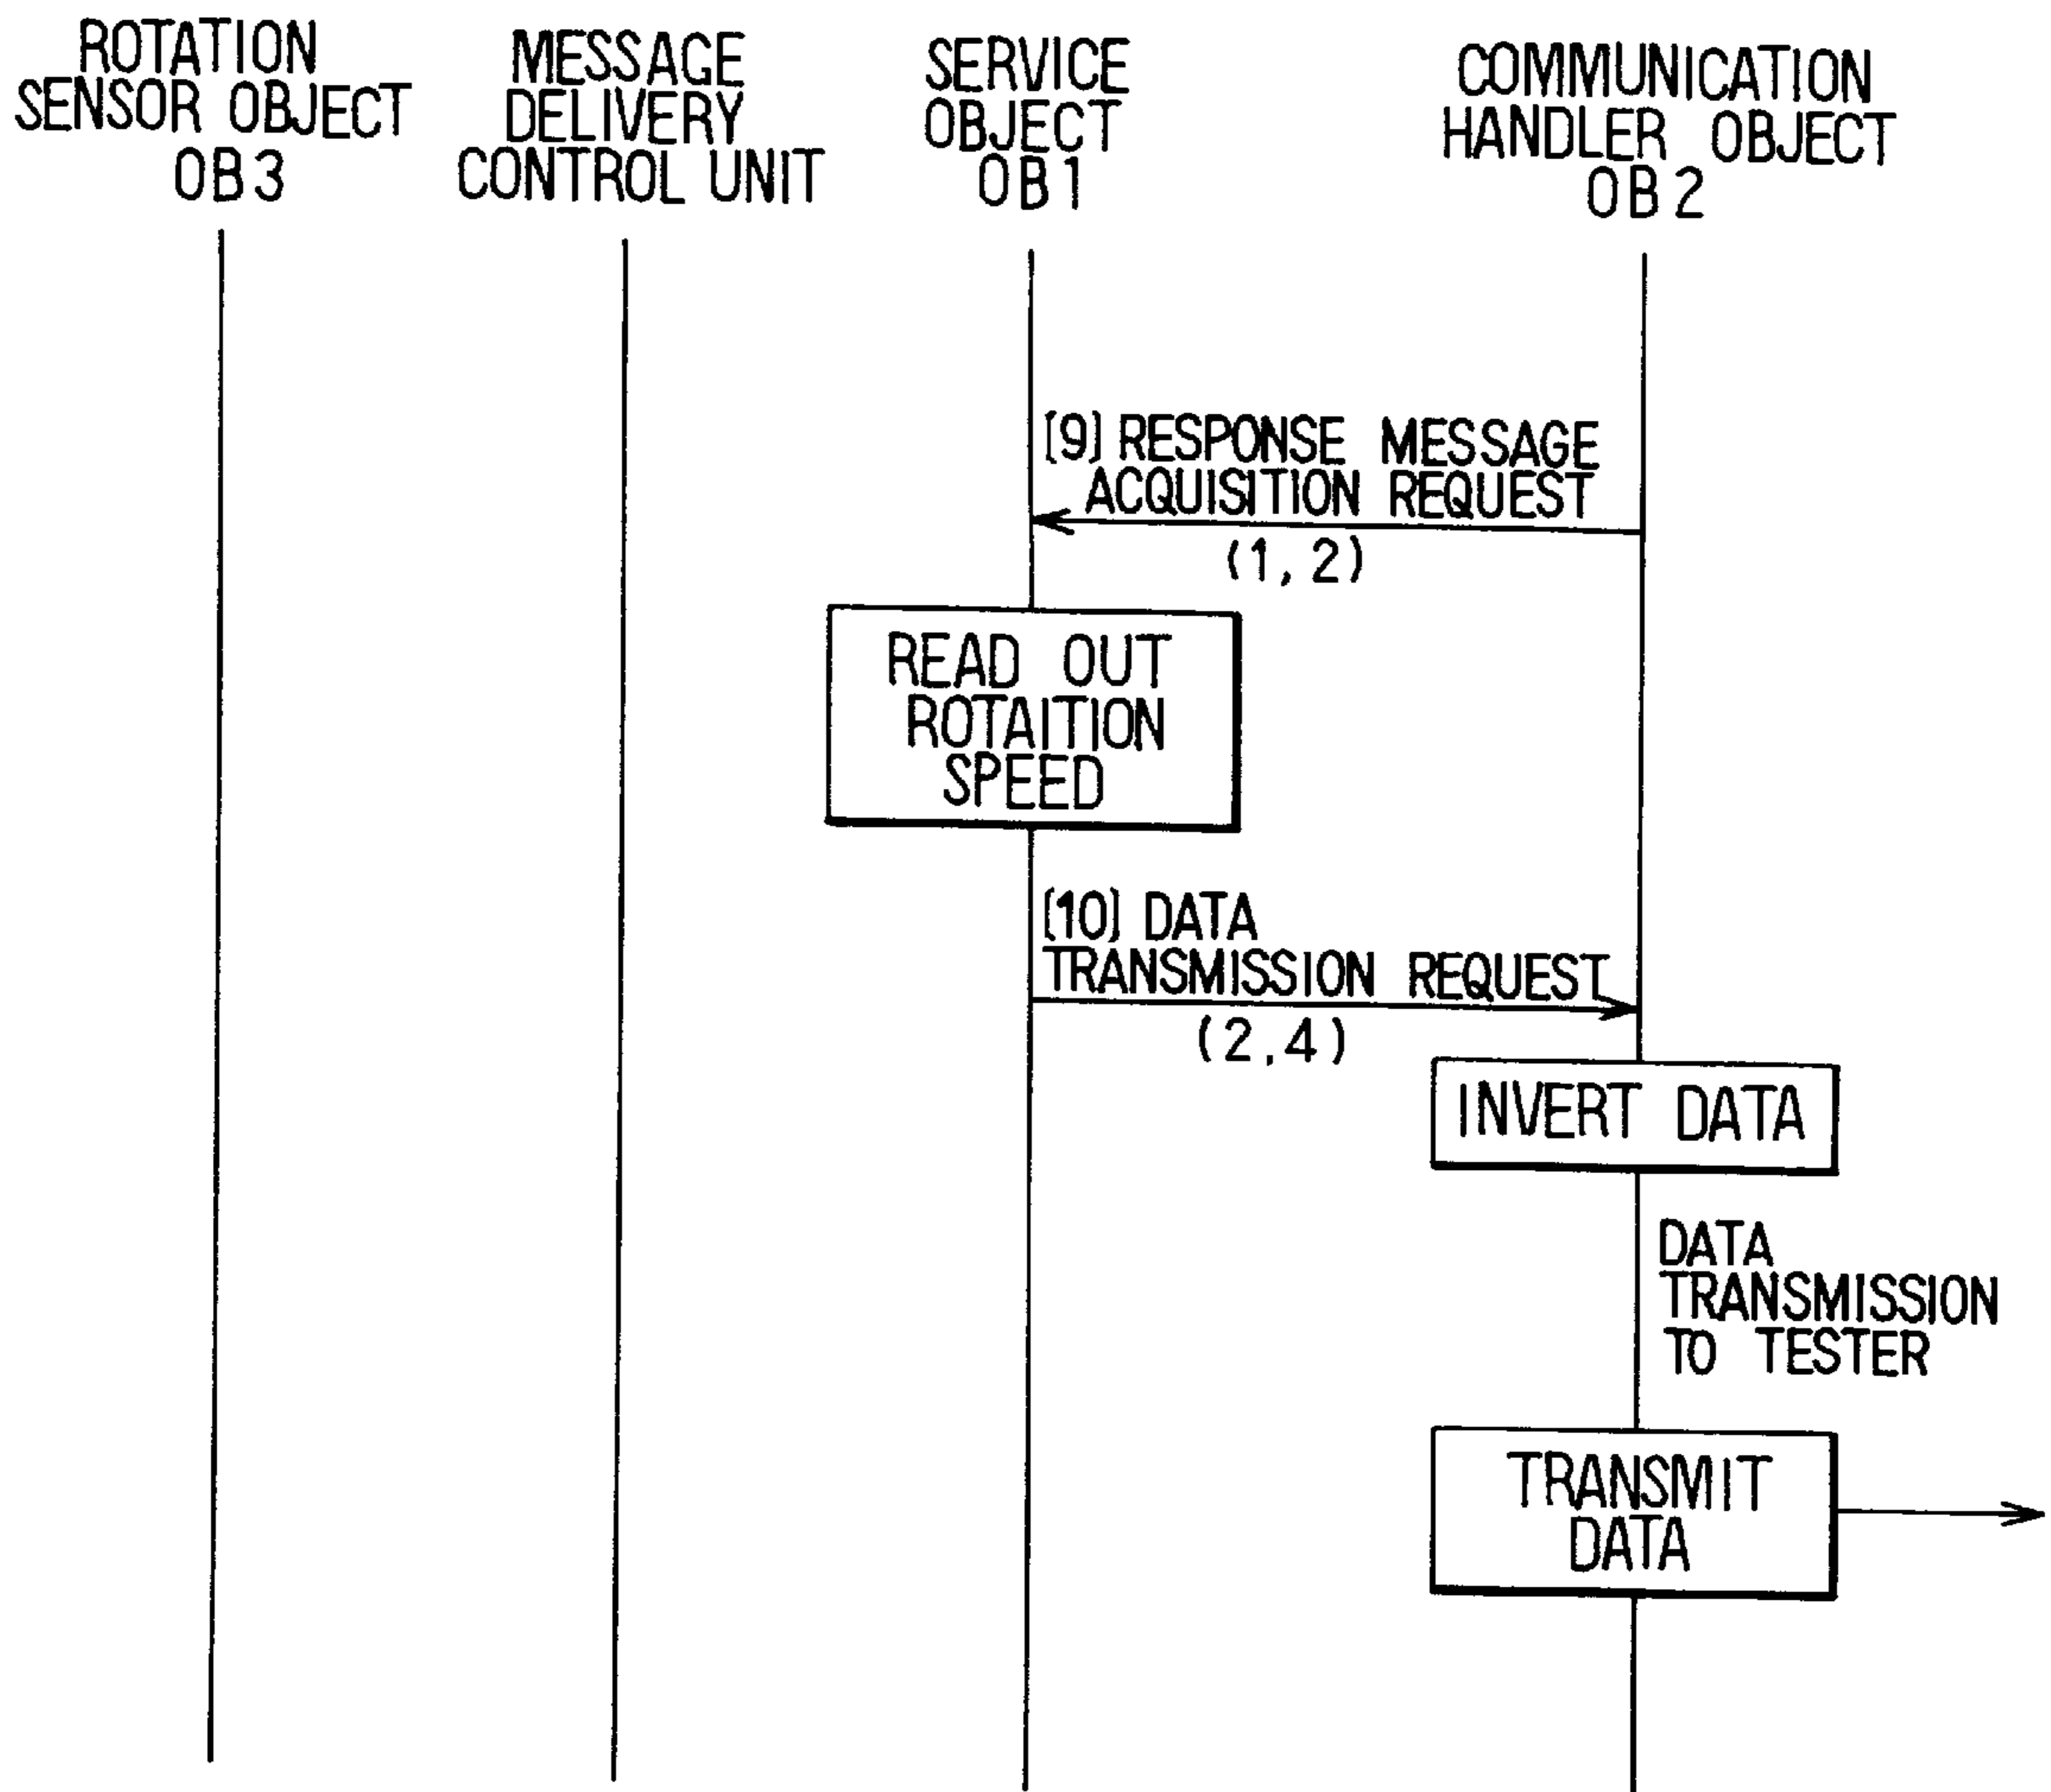 ROTATION
SENSOR OBJECT
OB3
MESSAGE
DELIVERY
CONTROL UNIT
SERVICE
OBJECT
OB1
COMMUNICATION
HANDLER OBJECT
OB2
[9] RESPONSE MESSAGE
ACQUISITION REQUEST
(1, 2)
READ OUT
ROTAITION
SPEED
[10] DATA
TRANSMISSION REQUEST
(2,4)
INVERT DATA
DATA
TRANSMISSION
TO TESTER
TRANSMIT
DATA